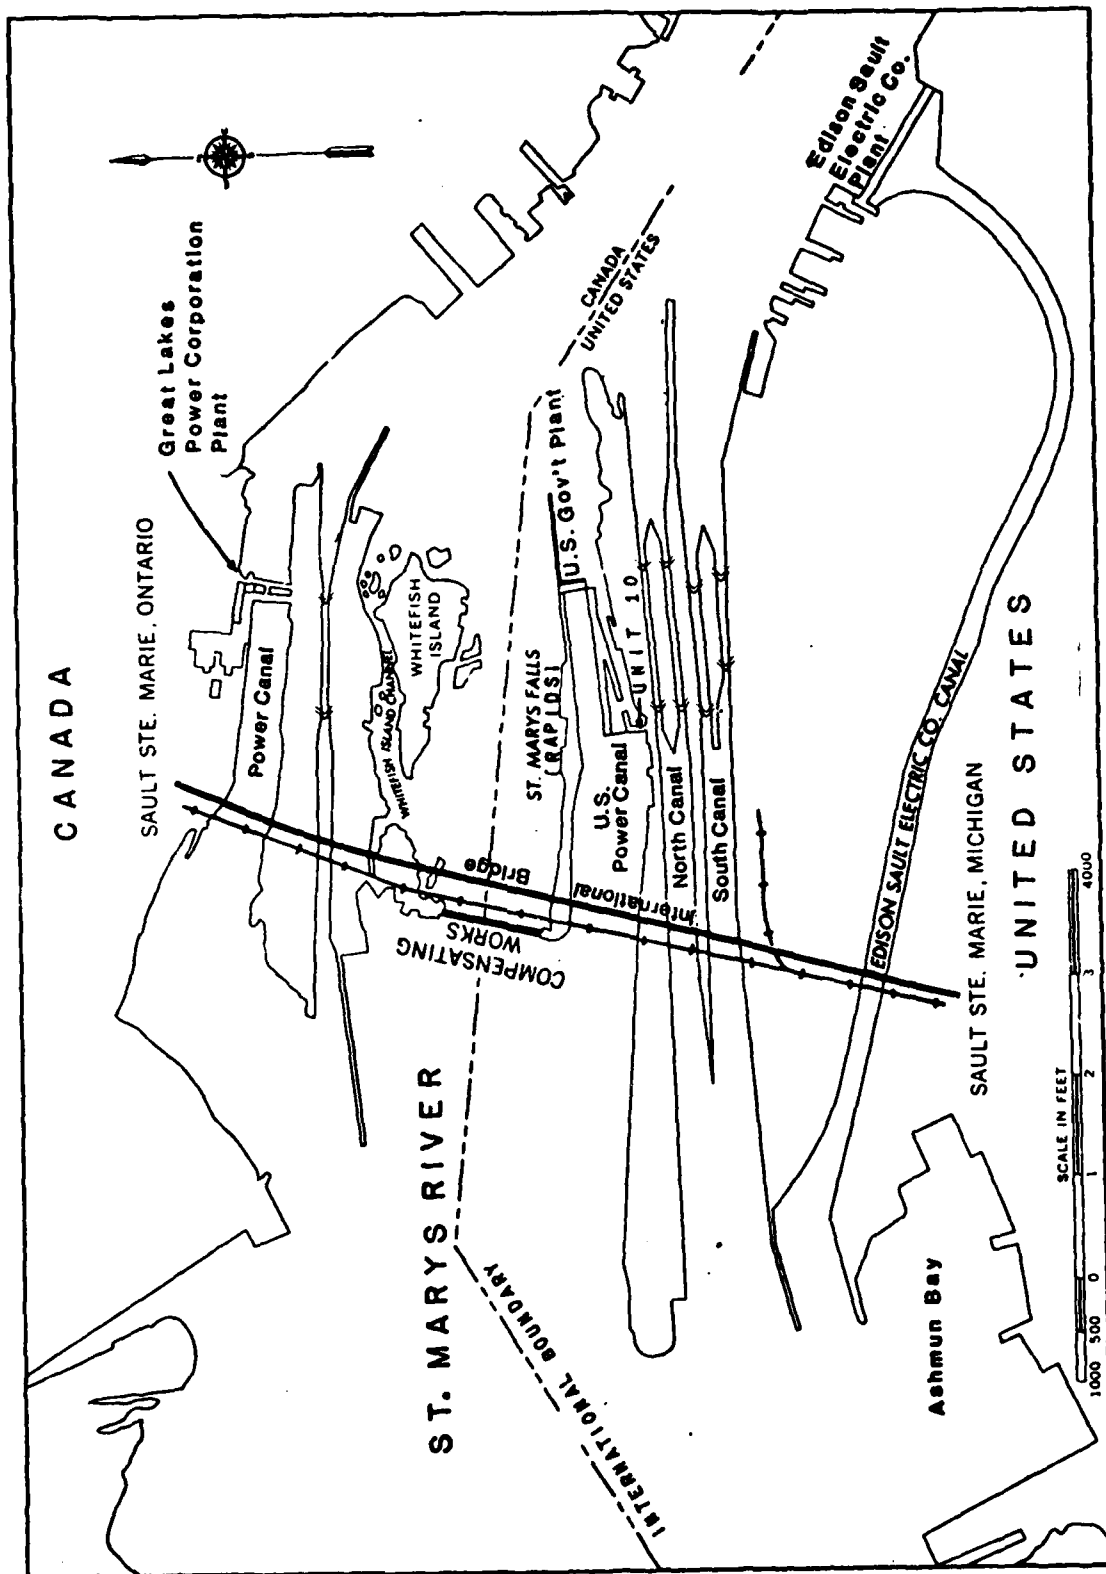 CANADA
SAULT STE. MARIE, ONTARIO
Great Lakes
Power Corporation
Plant
Power Canal
WHITEFISH ISLAND CHANNEL
WHITEFISH
ISLAND
ST. MARYS RIVER
COMPENSATING
WORKS
International
Bridge
ST. MARYS FALLS
(RAPIDS)
CANADA
UNITED STATES
INTERNATIONAL BOUNDARY
U.S. Gov't Plant
U.S.
Power Canal
UNIT 10
North Canal
South Canal
Edison Sault
Electric Co.
Plant
EDISON SAULT ELECTRIC CO. CANAL
Ashmun Bay
SAULT STE. MARIE, MICHIGAN
UNITED STATES
SCALE IN FEET
1000 500 0 1 2 3 4000